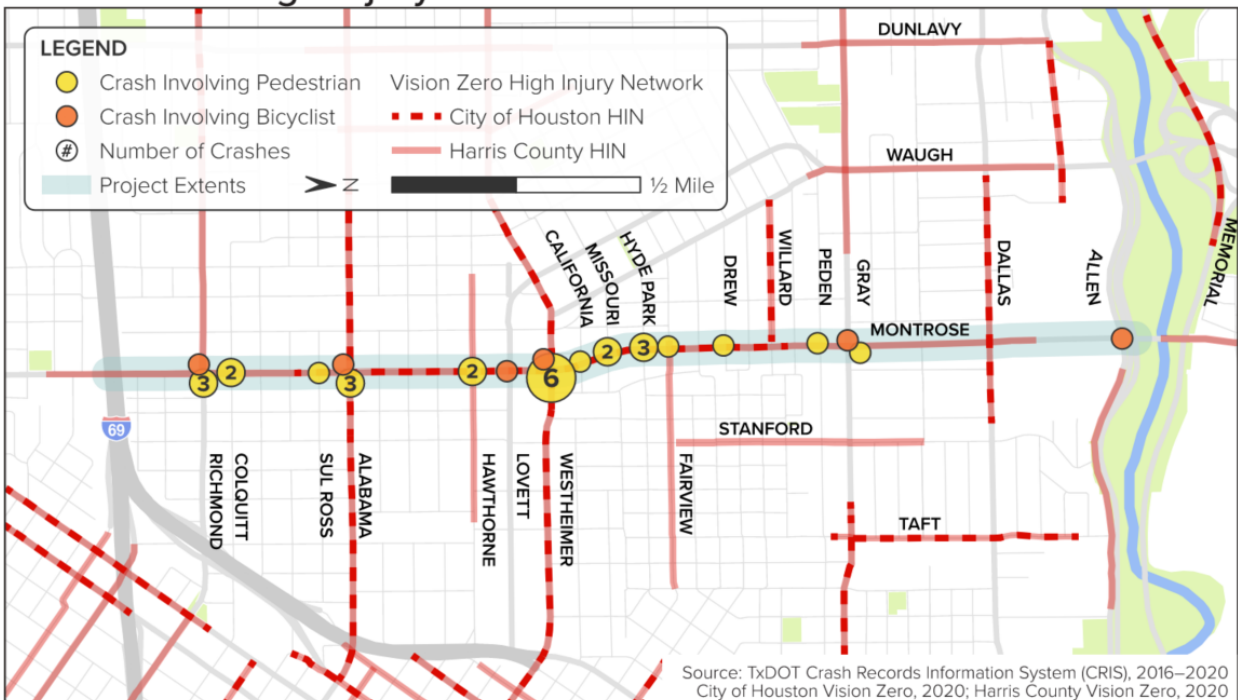 LEGEND
Crash Involving Pedestrian
Crash Involving Bicyclist
# Number of Crashes
Project Extents
Vision Zero High Injury Network
City of Houston HIN
Harris County HIN
N
½ Mile
DUNLAVY
WAUGH
MEMORIAL
CALIFORNIA
MISSOURI
HYDE PARK
DREW
WILLARD
PEDEN
GRAY
DALLAS
ALLEN
MONTROSE
3
2
3
2
6
2
3
69
STANFORD
RICHMOND
COLQUITT
SUL ROSS
ALABAMA
HAWTHORNE
LOVETT
WESTHEIMER
FAIRVIEW
TAFT
Source: TxDOT Crash Records Information System (CRIS), 2016–2020
City of Houston Vision Zero, 2020; Harris County Vision Zero 2020